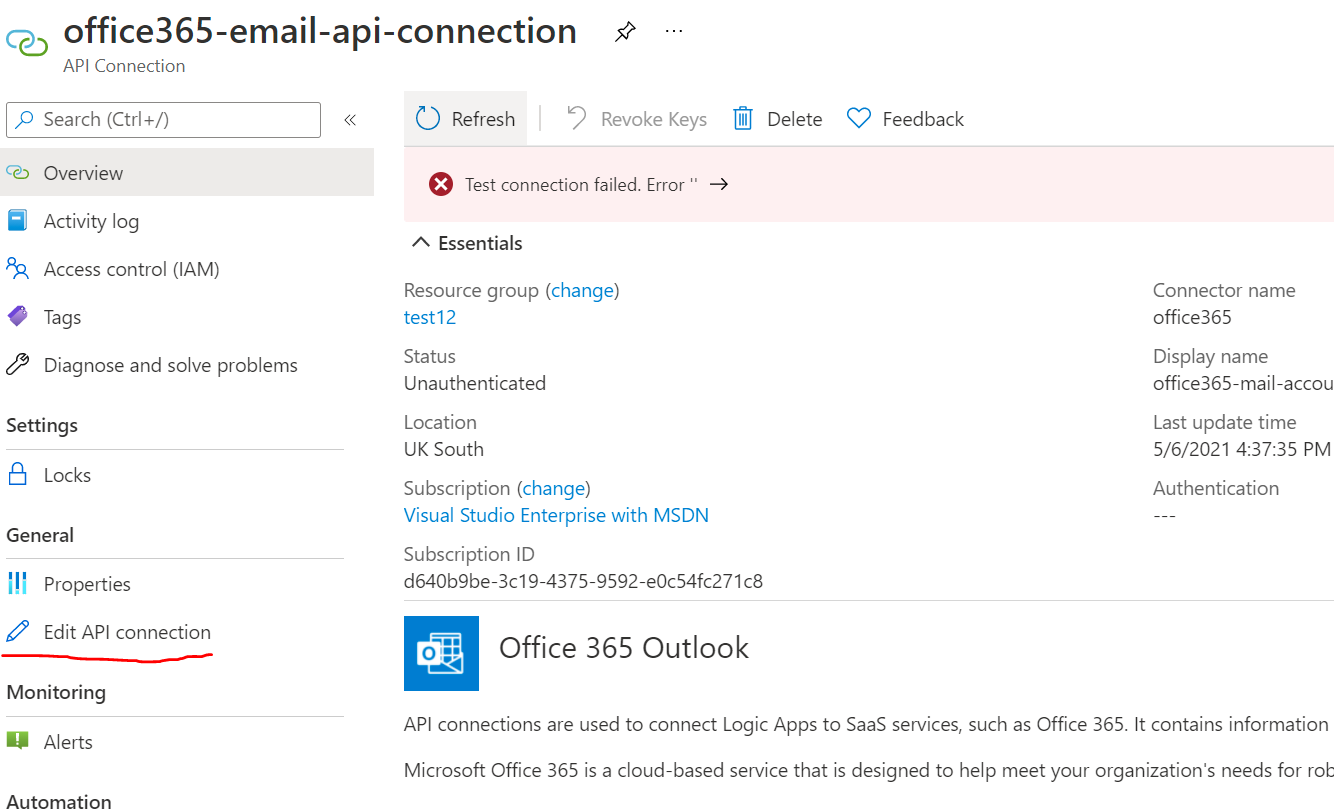 office365-email-api-connection
API Connection
Search (Ctrl+/)
Overview
Activity log
Access control (IAM)
Tags
Diagnose and solve problems
Settings
Locks
General
Properties
Edit API connection
Monitoring
Alerts
Automation
Refresh
Revoke Keys
Delete
Feedback
Test connection failed. Error ''
Essentials
Resource group (change)
test12
Status
Unauthenticated
Location
UK South
Subscription (change)
Visual Studio Enterprise with MSDN
Subscription ID
d640b9be-3c19-4375-9592-e0c54fc271c8
Connector name
office365
Display name
office365-mail-accou
Last update time
5/6/2021 4:37:35 PM
Authentication
---
Office 365 Outlook
API connections are used to connect Logic Apps to SaaS services, such as Office 365. It contains information
Microsoft Office 365 is a cloud-based service that is designed to help meet your organization's needs for rob